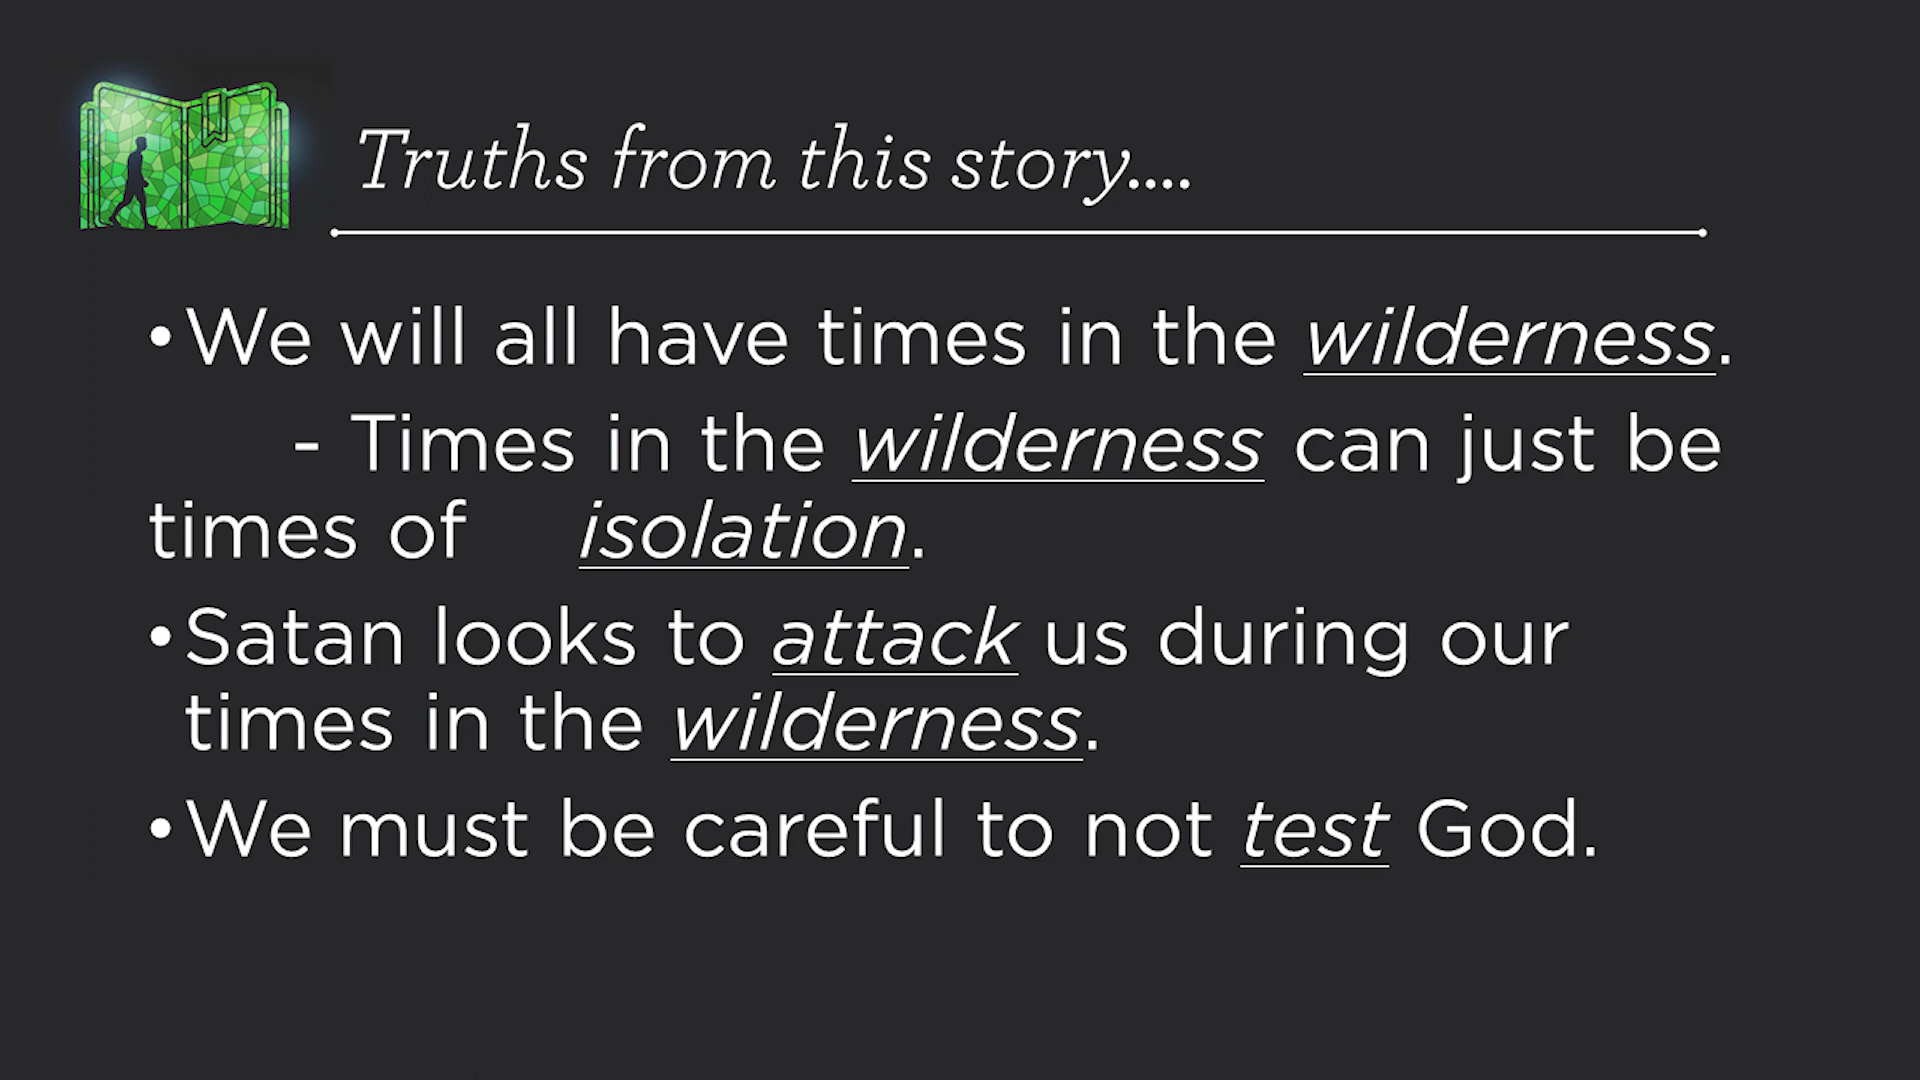 Truths from this story....
•We will all have times in the wilderness.
- Times in the wilderness can just be
times of isolation.
•Satan looks to attack us during our
times in the wilderness.
•We must be careful to not test God.